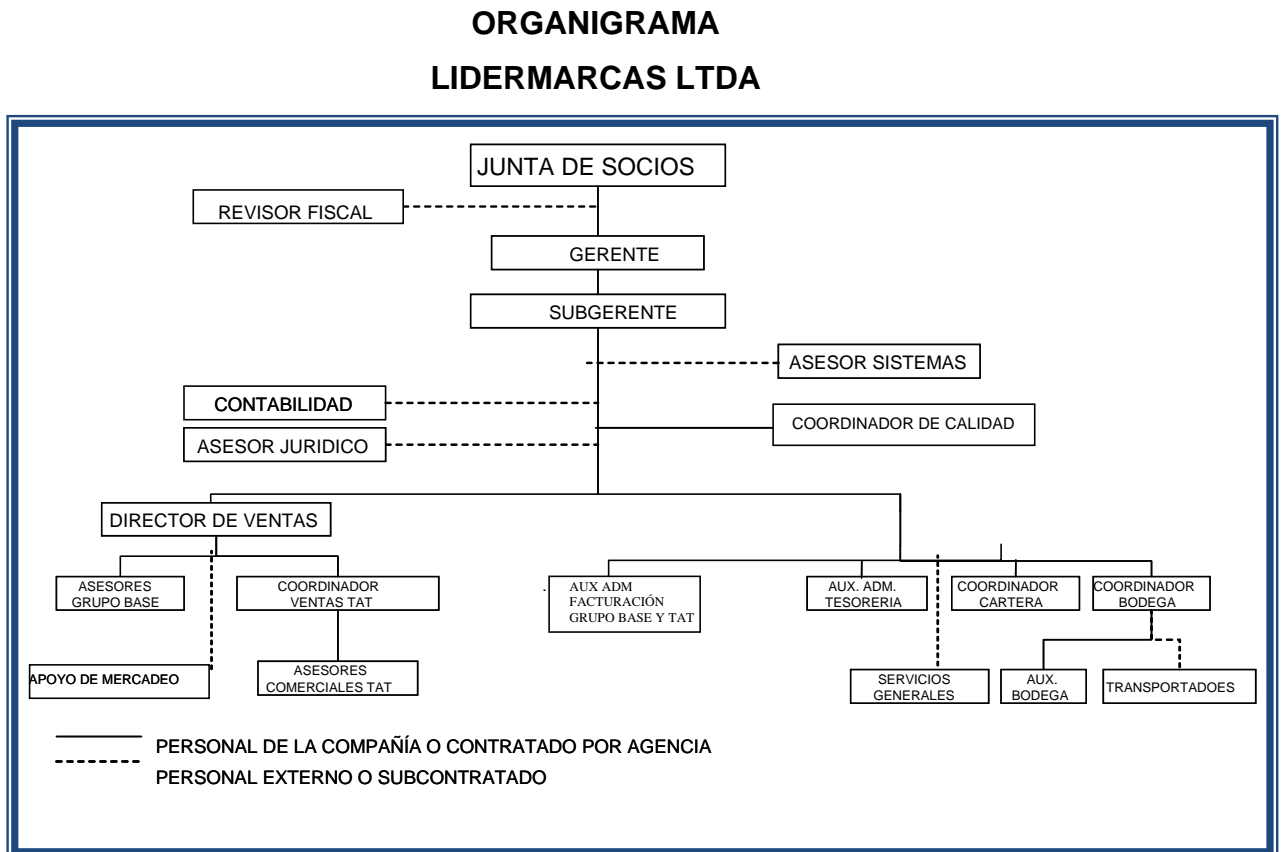 ORGANIGRAMA
LIDERMARCAS LTDA
JUNTA DE SOCIOS
REVISOR FISCAL
GERENTE
SUBGERENTE
ASESOR SISTEMAS
CONTABILIDAD
COORDINADOR DE CALIDAD
ASESOR JURIDICO
DIRECTOR DE VENTAS
ASESORES
GRUPO BASE
COORDINADOR
VENTAS TAT
.
AUX ADM
FACTURACIÓN
GRUPO BASE Y TAT
AUX. ADM.
TESORERIA
COORDINADOR
CARTERA
COORDINADOR
BODEGA
APOYO DE MERCADEO
ASESORES
COMERCIALES TAT
SERVICIOS
GENERALES
AUX.
BODEGA
TRANSPORTADOES
PERSONAL DE LA COMPAÑÍA O CONTRATADO POR AGENCIA
PERSONAL EXTERNO O SUBCONTRATADO